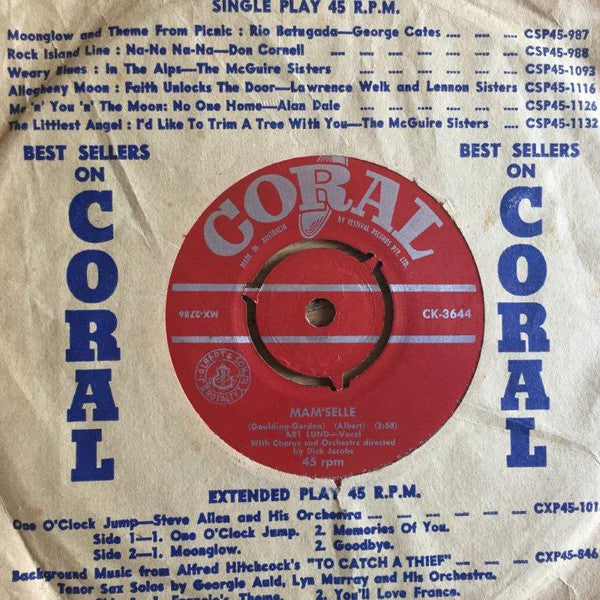 SINGLE PLAY 45 R.P.M.
Moonglow and Theme From Picnic : Rio Batugada—George Cates — — CSP45-987
Rock Island Line : Na-Ne Na-Na—Don Cornell — — — — CSP45-988
Weary Blues : In The Alps—The McGuire Sisters — — — CSP45-1093
Allegheny Moon : Faith Unlocks The Door—Lawrence Welk and Lennon Sisters CSP45-1116
Me 'n' You 'n' The Moon: No One Home—Alan Dale — — — CSP45-1126
The Littlest Angel : I'd Like To Trim A Tree With You—The McGuire Sisters — — CSP45-1132
BEST SELLERS
ON
CORAL
BEST SELLERS
ON
CORAL
CORAL
MADE IN AUSTRALIA BY FESTIVAL RECORDS PTY. LTD.
MX-2786
CK-3644
ALBERT & SONS
ROYALTY
MAM'SELLE
(Goulding-Gordon) (Albert) (2:58)
ART LUND—Vocal
With Chorus and Orchestra directed
by Dick Jacobs
45 rpm
EXTENDED PLAY 45 R.P.M.
One O'Clock Jump—Steve Allen and His Orchestra — — — — CXP45-101
Side 1—1. One O'Clock Jump. 2. Memories Of You.
Side 2—1. Moonglow. 2. Goodbye.
Background Music from Alfred Hitchcock's "TO CATCH A THIEF" — — CXP45-846
Tenor Sax Solos by Georgie Auld, Lyn Murray and His Orchestra.
2. You'll Love France.